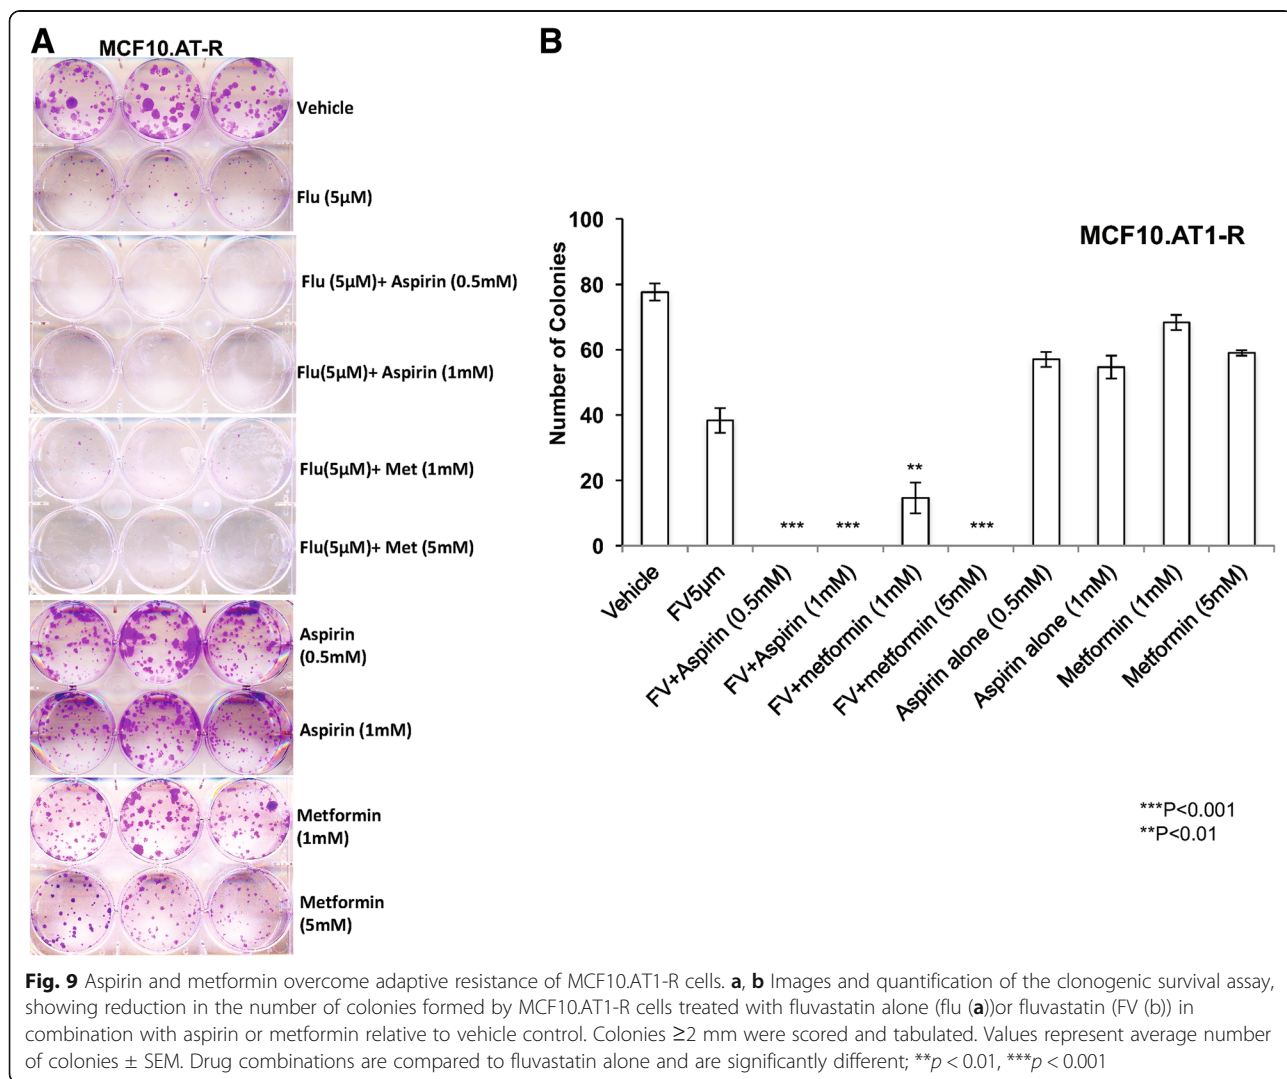 A
MCF10.AT-R
Vehicle
Flu (5µM)
Flu (5µM)+ Aspirin (0.5mM)
Flu(5µM)+ Aspirin (1mM)
Flu(5µM)+ Met (1mM)
Flu(5µM)+ Met (5mM)
Aspirin
(0.5mM)
Aspirin (1mM)
Metformin
(1mM)
Metformin
(5mM)
B
MCF10.AT1-R
Number of Colonies
100
80
60
40
20
0
***
***
**
***
Vehicle
FV5µm
FV+Aspirin (0.5mM)
FV+Aspirin (1mM)
FV+metformin (1mM)
FV+metformin (5mM)
Aspirin alone (0.5mM)
Aspirin alone (1mM)
Metformin (1mM)
Metformin (5mM)
***P<0.001
**P<0.01
Fig. 9 Aspirin and metformin overcome adaptive resistance of MCF10.AT1-R cells. a, b Images and quantification of the clonogenic survival assay,
showing reduction in the number of colonies formed by MCF10.AT1-R cells treated with fluvastatin alone (flu (a))or fluvastatin (FV (b)) in
combination with aspirin or metformin relative to vehicle control. Colonies ≥2 mm were scored and tabulated. Values represent average number
of colonies ± SEM. Drug combinations are compared to fluvastatin alone and are significantly different; **p < 0.01, ***p < 0.001